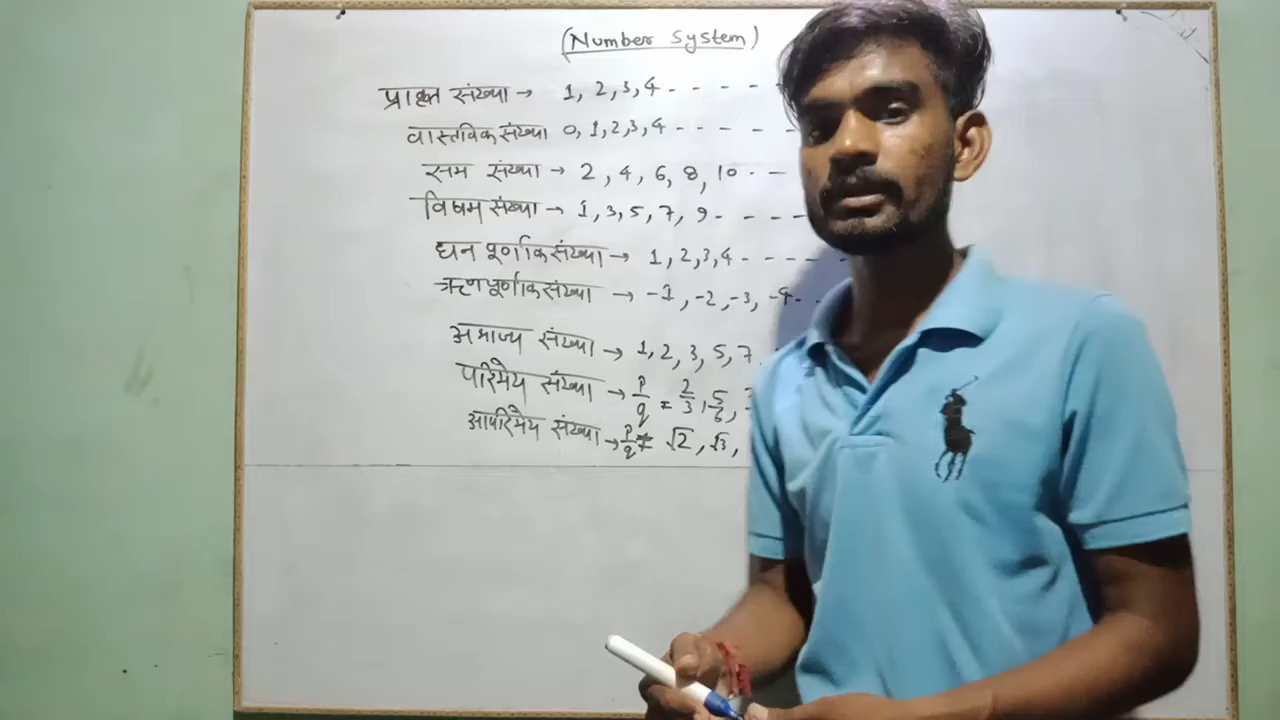 (Number System)
प्राकृत संख्या → 1, 2, 3, 4 - - - - -
वास्तविक संख्या 0, 1, 2, 3, 4 - - - - -
सम संख्या → 2, 4, 6, 8, 10 - -
विषम संख्या → 1, 3, 5, 7, 9 - - - - -
धन पूर्णांक संख्या → 1, 2, 3, 4 - - - - -
ऋण पूर्णांक संख्या → -1, -2, -3, -4 - -
अभाज्य संख्या → 1, 2, 3, 5, 7
परिमेय संख्या → p/q = 2/3, 5/6,
अपरिमेय संख्या → p/q ≠ √2, √3,